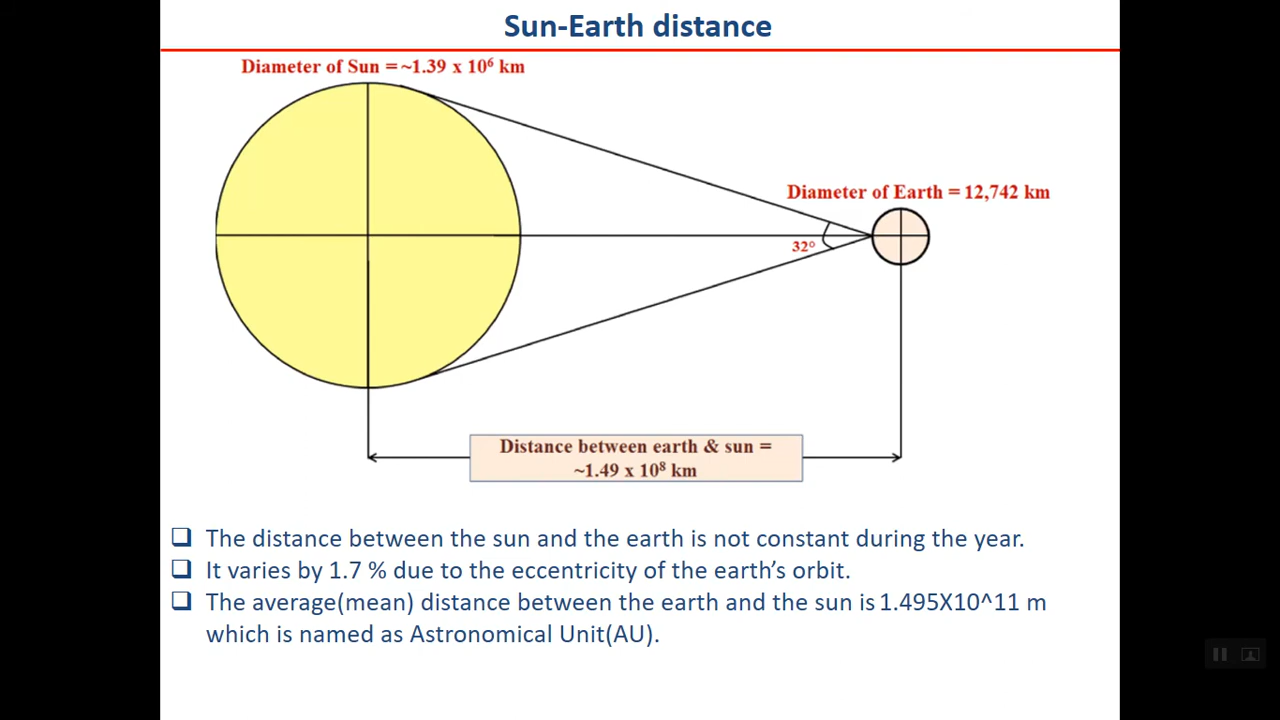 Sun-Earth distance
Diameter of Sun = ~1.39 x 10⁶ km
Diameter of Earth = 12,742 km
32°
Distance between earth & sun =
~1.49 x 10⁸ km
The distance between the sun and the earth is not constant during the year.
It varies by 1.7 % due to the eccentricity of the earth’s orbit.
The average(mean) distance between the earth and the sun is 1.495X10^11 m
which is named as Astronomical Unit(AU).